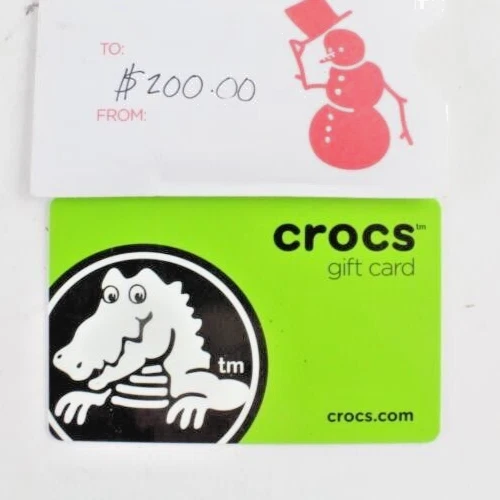 TO:
$200.00
FROM:
crocs™
gift card
tm
crocs.com